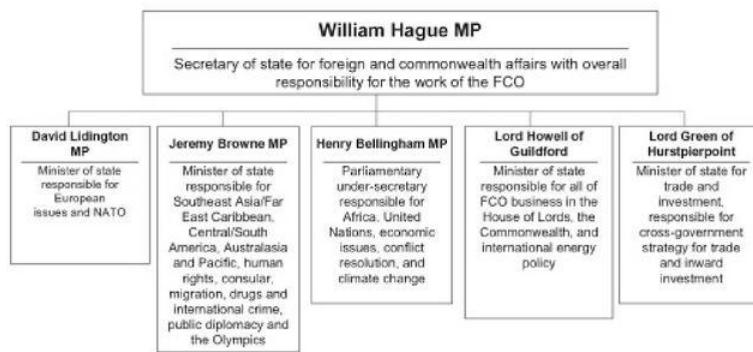 William Hague MP
Secretary of state for foreign and commonwealth affairs with overall
responsibility for the work of the FCO
David Lidington
MP
Minister of state
responsible for
European
issues and NATO
Jeremy Browne MP
Minister of state
responsible for
Southeast Asia/Far
East Caribbean,
Central/South
America, Australasia
and Pacific, human
rights, consular,
migration, drugs and
international crime,
public diplomacy and
the Olympics
Henry Bellingham MP
Parliamentary
under-secretary
responsible for
Africa, United
Nations, economic
issues, conflict
resolution, and
climate change
Lord Howell of
Guildford
Minister of state
responsible for all of
FCO business in the
House of Lords, the
Commonwealth, and
international energy
policy
Lord Green of
Hurstpierpoint
Minister of state for
trade and
investment,
responsible for
cross-government
strategy for trade
and inward
investment